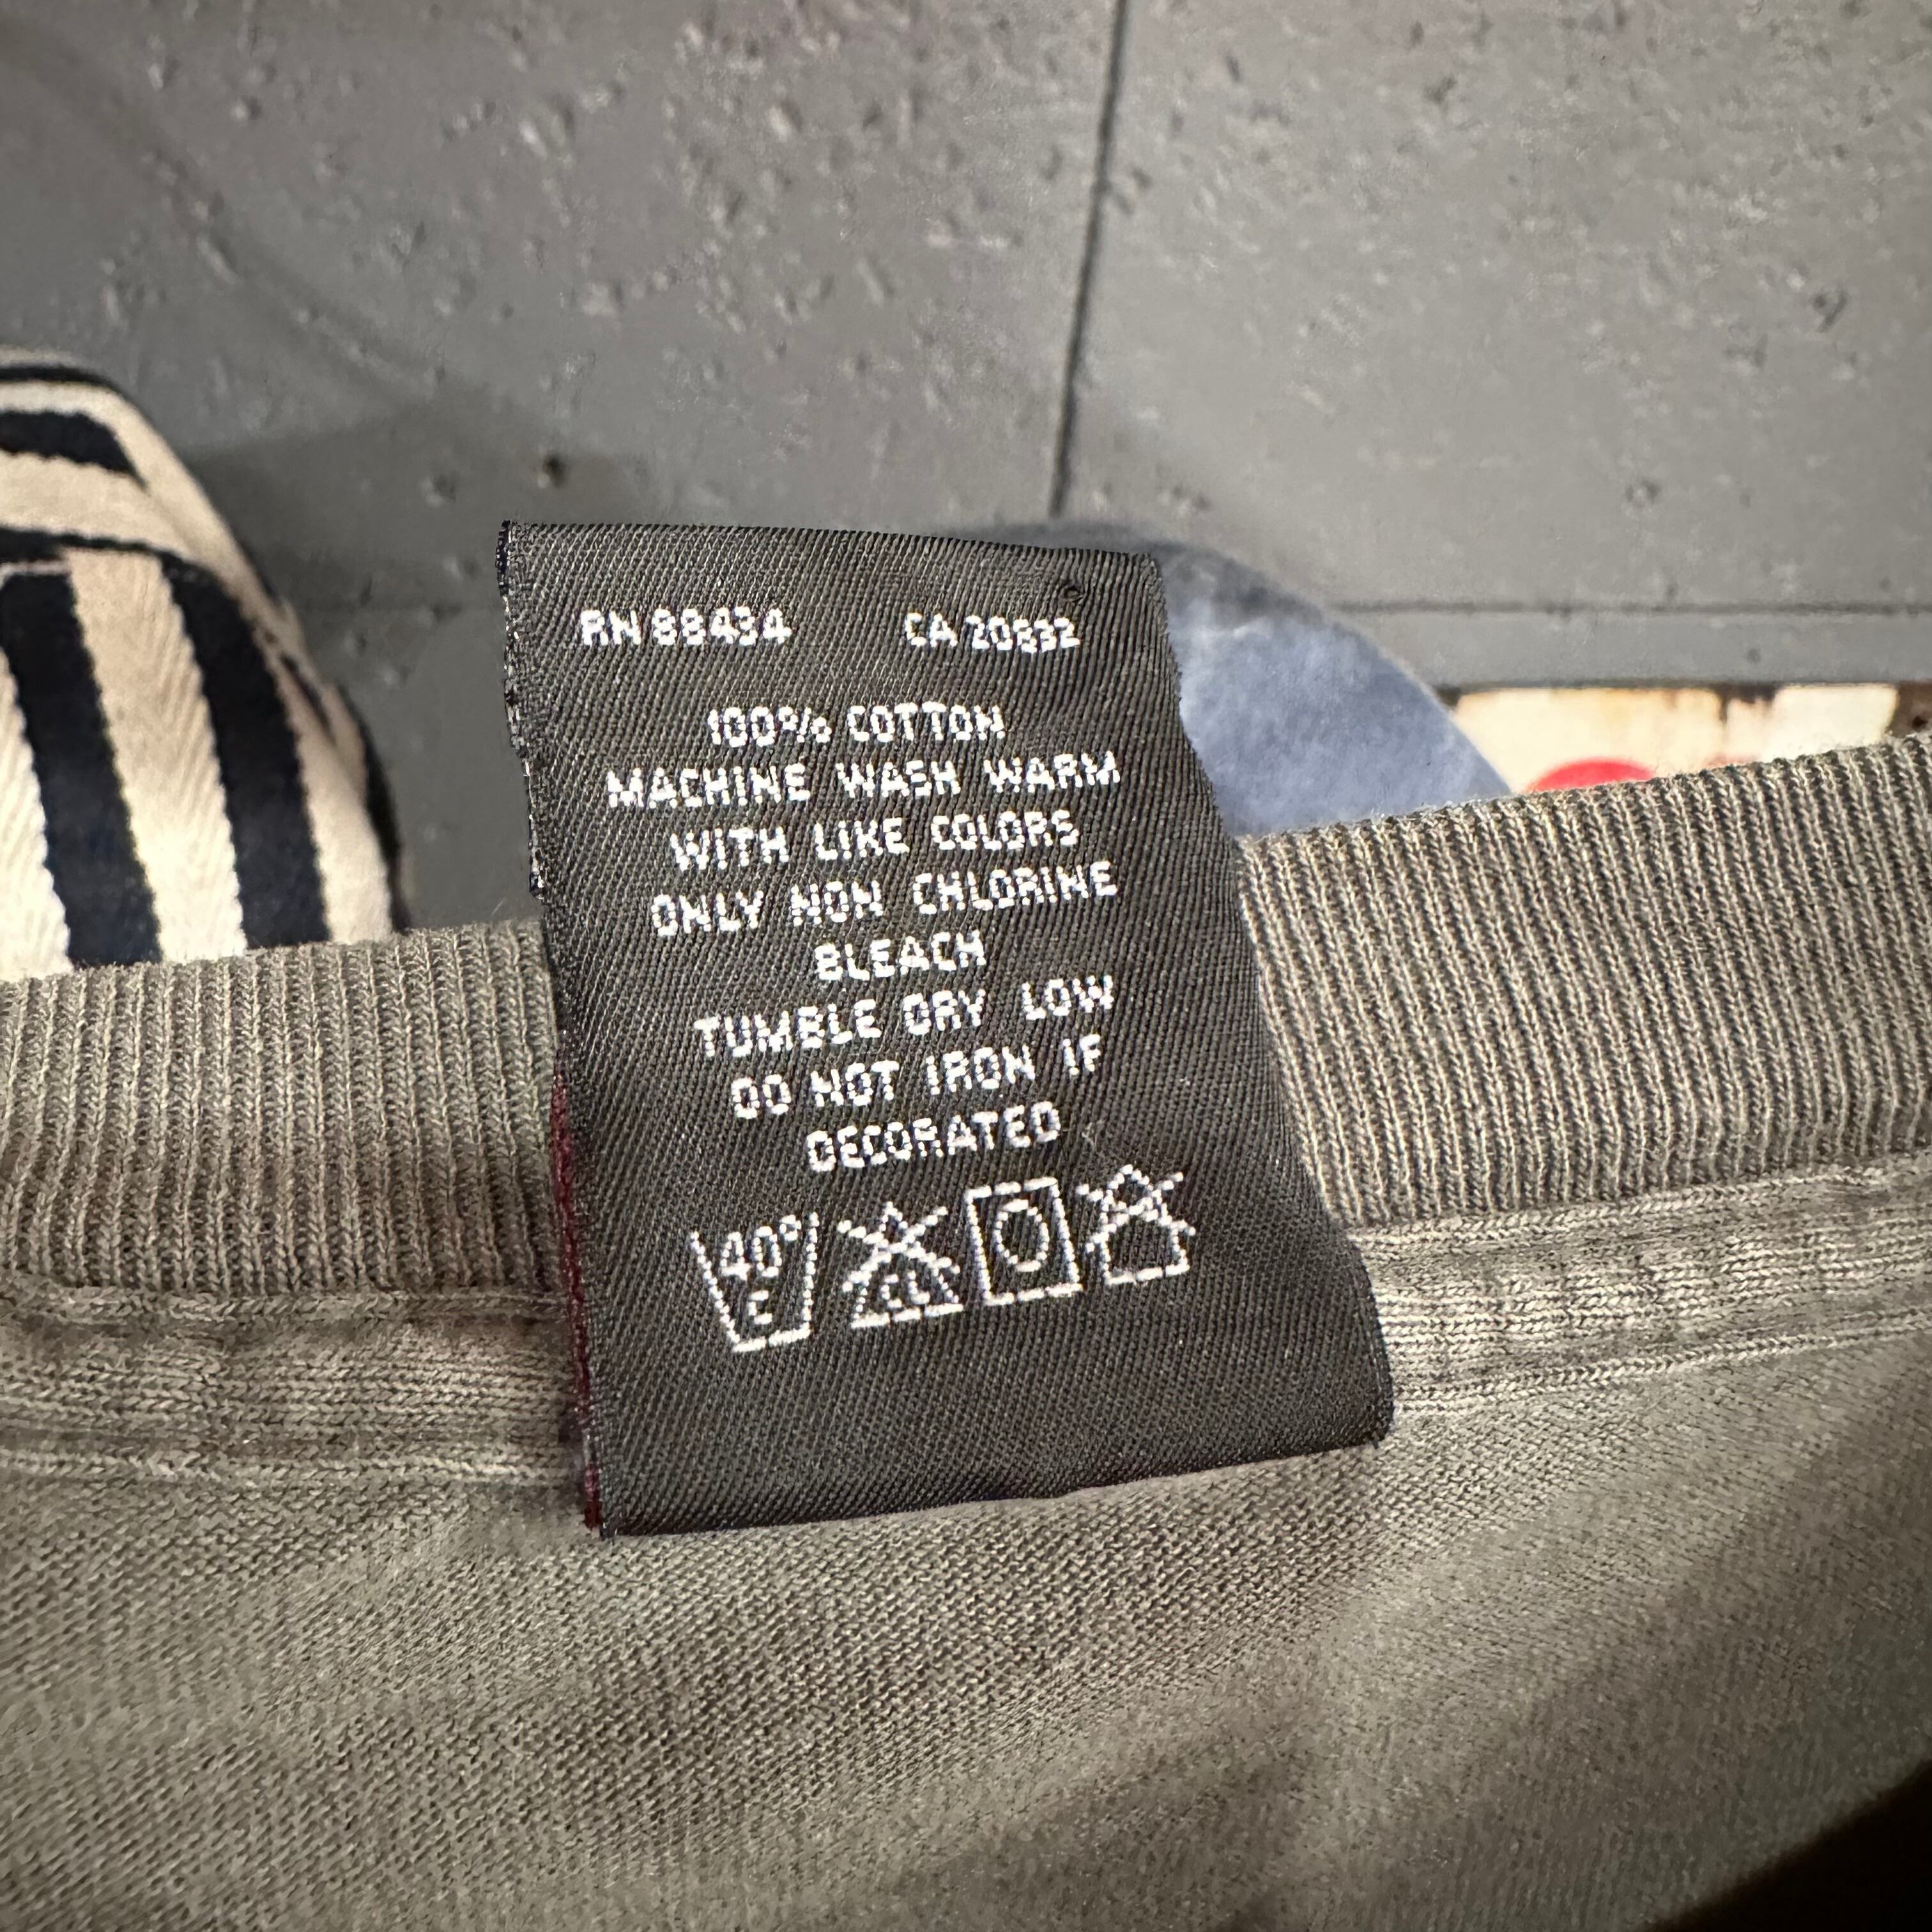 RN 88434 CA 20832
100% COTTON
MACHINE WASH WARM
WITH LIKE COLORS
ONLY NON CHLORINE
BLEACH
TUMBLE DRY LOW
DO NOT IRON IF
DECORATED
40°
E CL